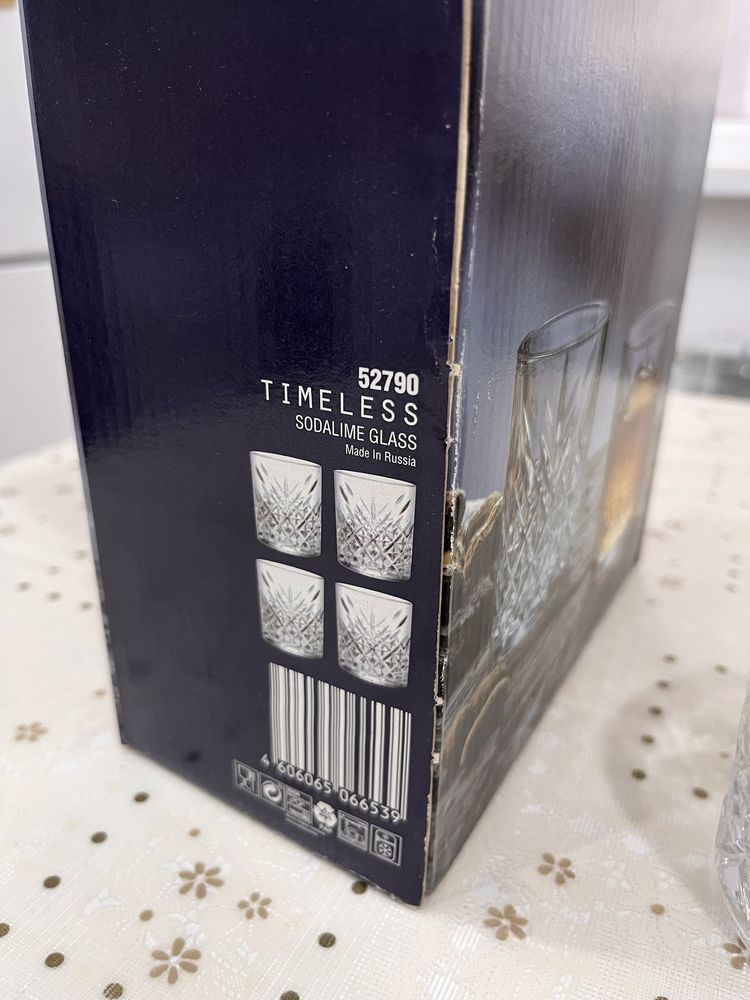 52790
TIMELESS
SODALIME GLASS
Made In Russia
4 606065 066539